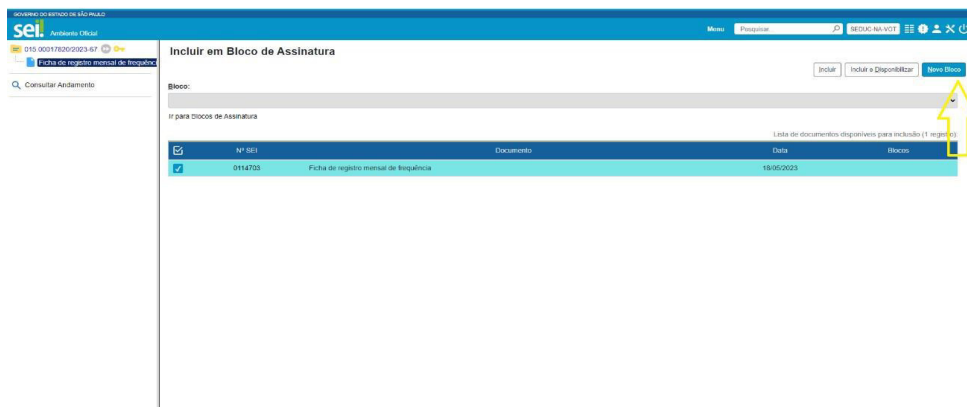 GOVERNO DO ESTADO DE SÃO PAULO
sei! Ambiente Oficial
Menu Pesquisar... SEDUC-NA-VOT
015.00017820/2023-67
Ficha de registro mensal de frequênc
Consultar Andamento
Incluir em Bloco de Assinatura
Incluir Incluir e Disponibilizar Novo Bloco
Bloco:
Ir para Blocos de Assinatura
Lista de documentos disponíveis para inclusão (1 registro):
Nº SEI Documento Data Blocos
0114703 Ficha de registro mensal de frequência 18/05/2023